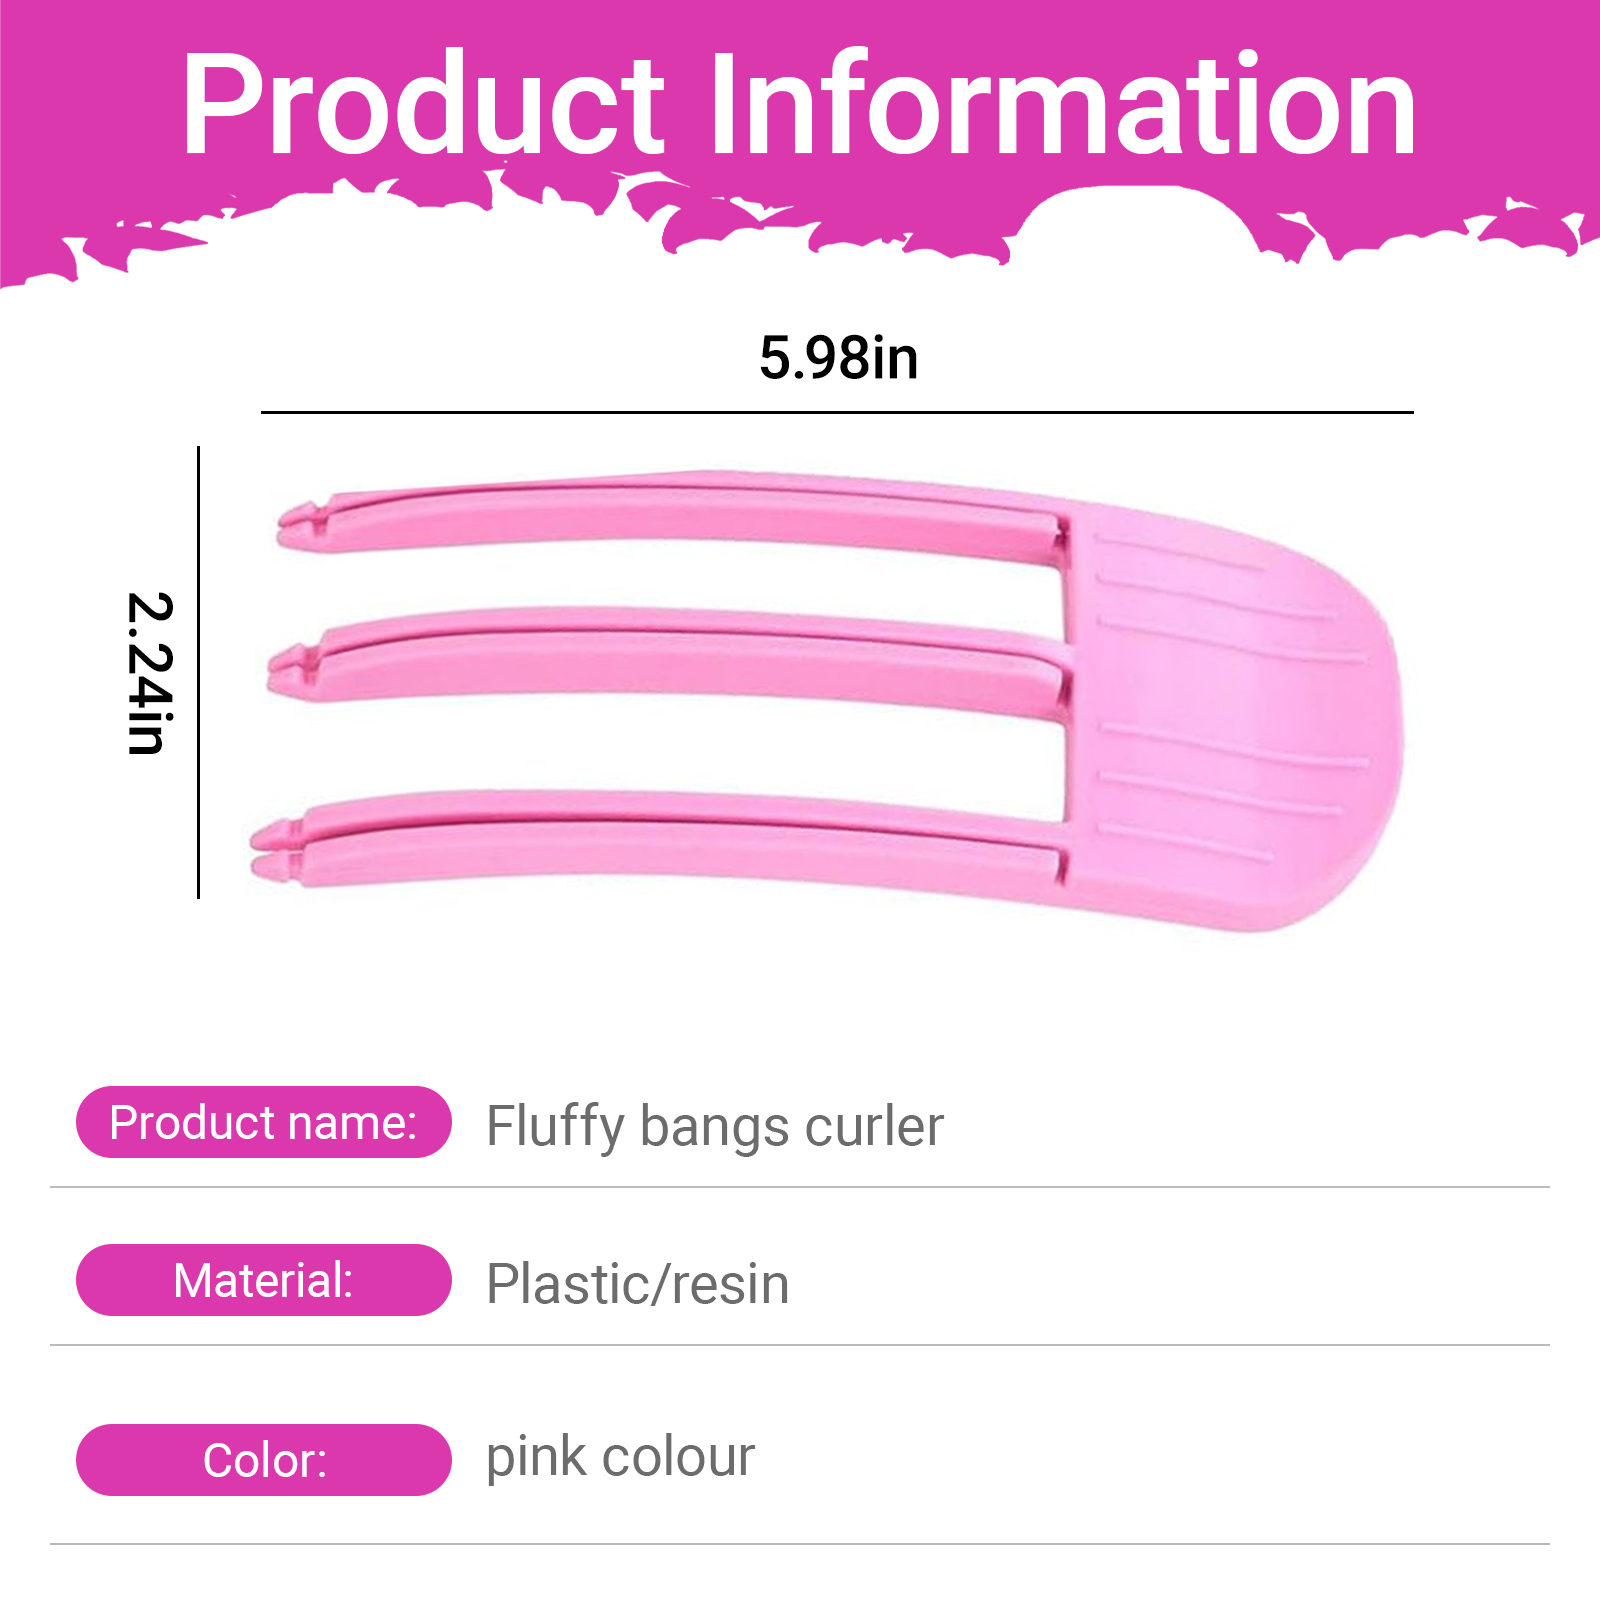 Product Information
5.98in
2.24in
Product name: Fluffy bangs curler
Material: Plastic/resin
Color: pink colour